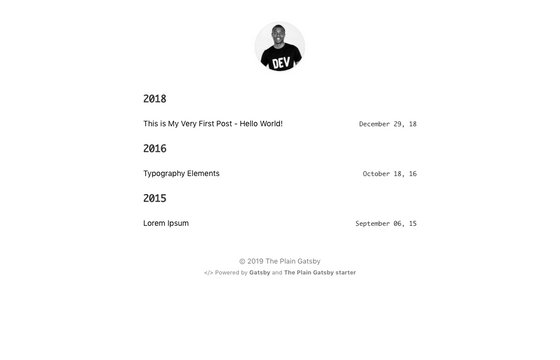 DEV
2018
This is My Very First Post - Hello World! December 29, 18
2016
Typography Elements October 18, 16
2015
Lorem Ipsum September 06, 15
© 2019 The Plain Gatsby
</> Powered by Gatsby and The Plain Gatsby starter